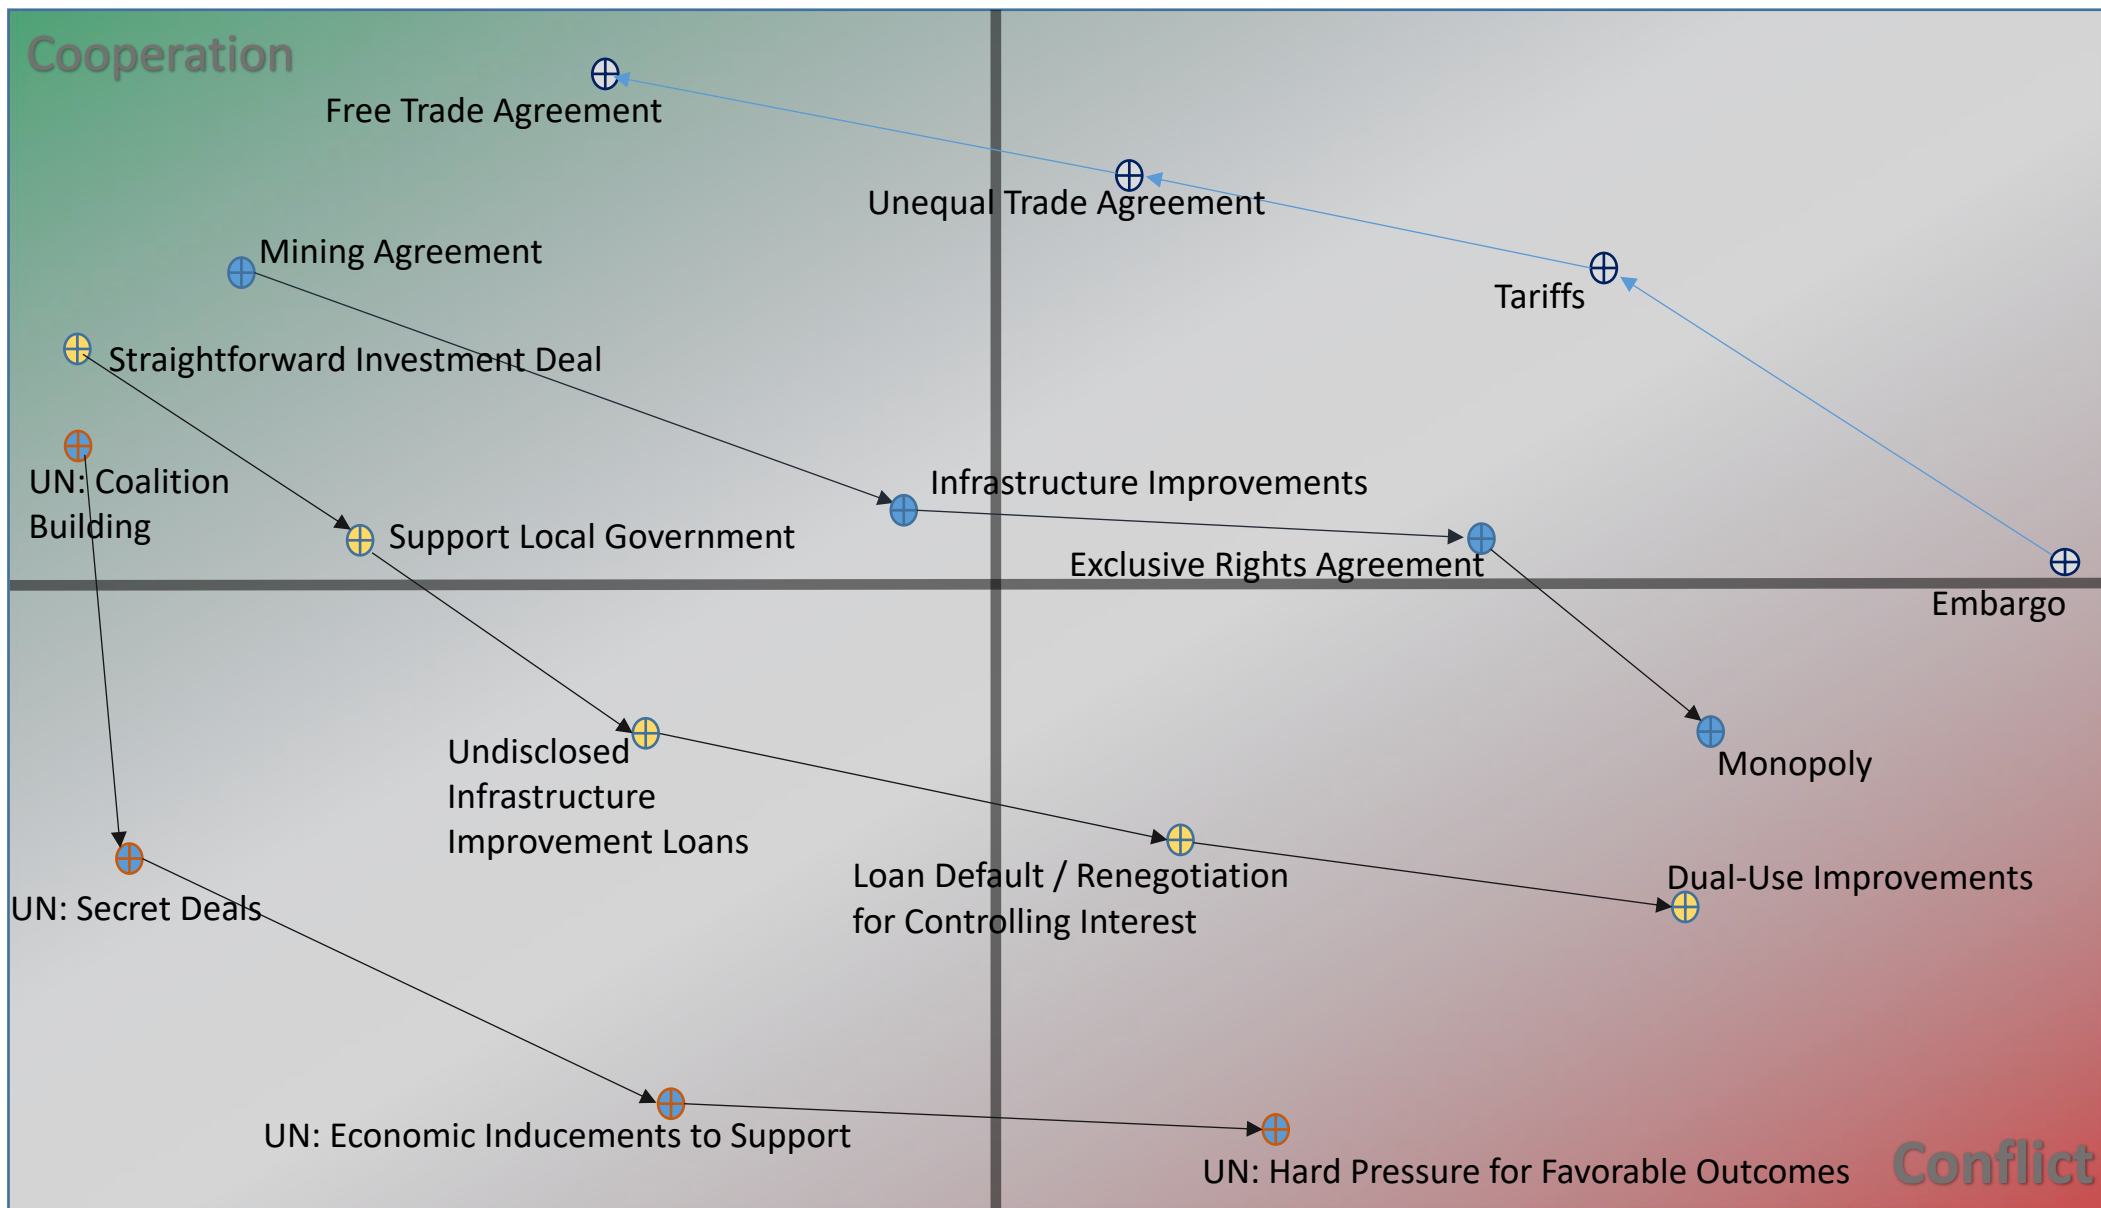 Cooperation
Free Trade Agreement
Unequal Trade Agreement
Mining Agreement
Tariffs
Straightforward Investment Deal
UN: Coalition
Building
Infrastructure Improvements
Support Local Government
Exclusive Rights Agreement
Embargo
Undisclosed
Infrastructure
Improvement Loans
Monopoly
Loan Default / Renegotiation
for Controlling Interest
Dual-Use Improvements
UN: Secret Deals
UN: Economic Inducements to Support
UN: Hard Pressure for Favorable Outcomes
Conflict